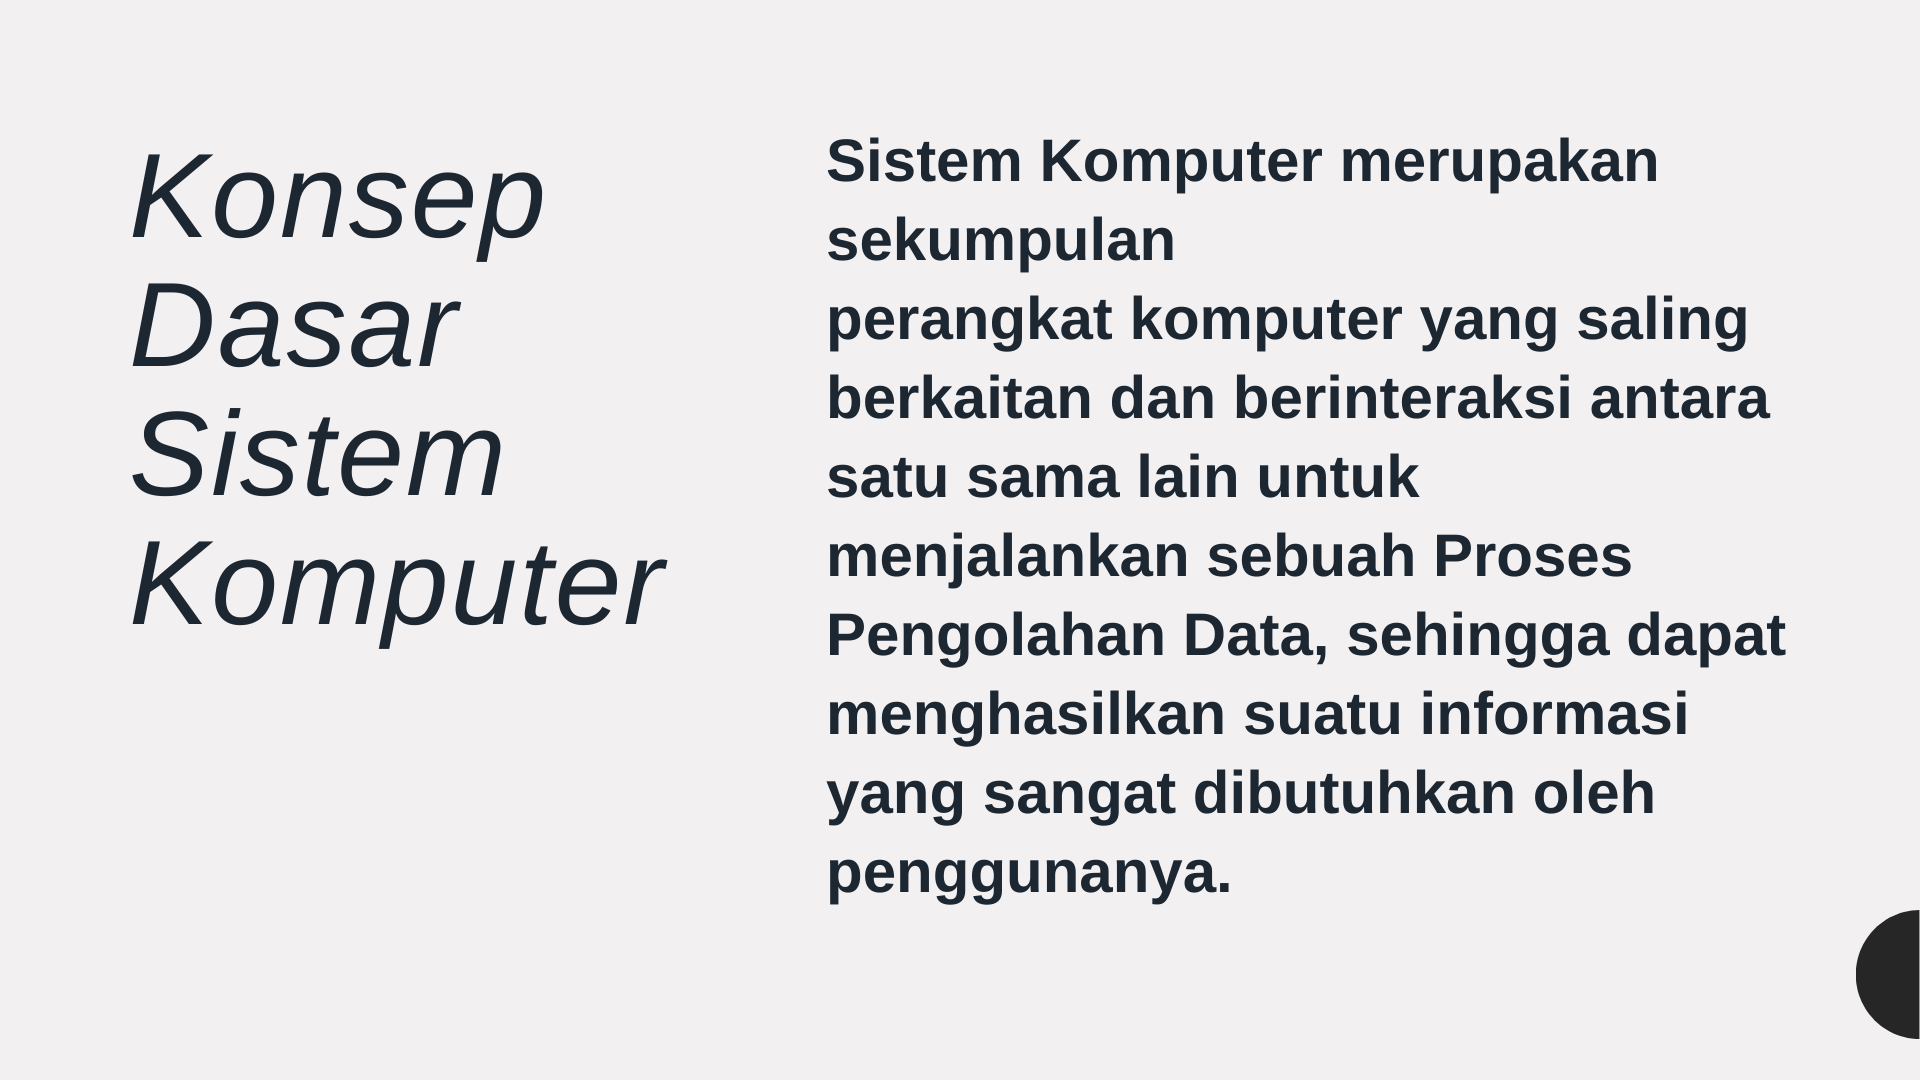 Konsep
Dasar
Sistem
Komputer
Sistem Komputer merupakan
sekumpulan
perangkat komputer yang saling
berkaitan dan berinteraksi antara
satu sama lain untuk
menjalankan sebuah Proses
Pengolahan Data, sehingga dapat
menghasilkan suatu informasi
yang sangat dibutuhkan oleh
penggunanya.